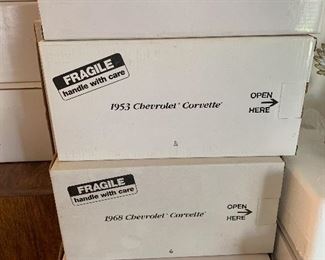 FRAGILE
handle with care
1953 Chevrolet® Corvette®
OPEN
HERE
FRAGILE
handle with care
1968 Chevrolet® Corvette®
OPEN
HERE